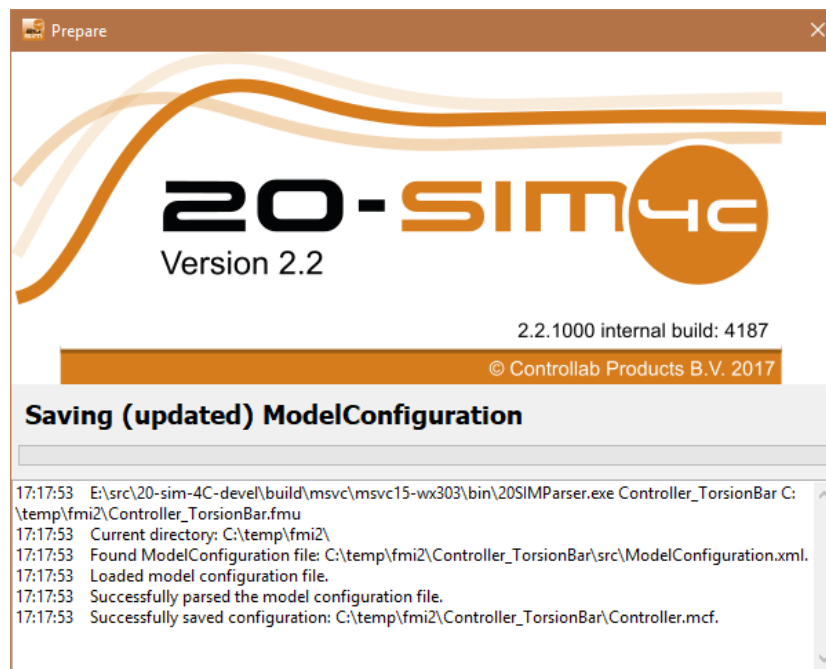 Prepare
20-SIM 4C
Version 2.2
2.2.1000 internal build: 4187
© Controllab Products B.V. 2017
Saving (updated) ModelConfiguration
17:17:53 E:\src\20-sim-4C-devel\build\msvc\msvc15-wx303\bin\20SIMParser.exe Controller_TorsionBar C:
\temp\fmi2\Controller_TorsionBar.fmu
17:17:53 Current directory: C:\temp\fmi2\
17:17:53 Found ModelConfiguration file: C:\temp\fmi2\Controller_TorsionBar\src\ModelConfiguration.xml.
17:17:53 Loaded model configuration file.
17:17:53 Successfully parsed the model configuration file.
17:17:53 Successfully saved configuration: C:\temp\fmi2\Controller_TorsionBar\Controller.mcf.